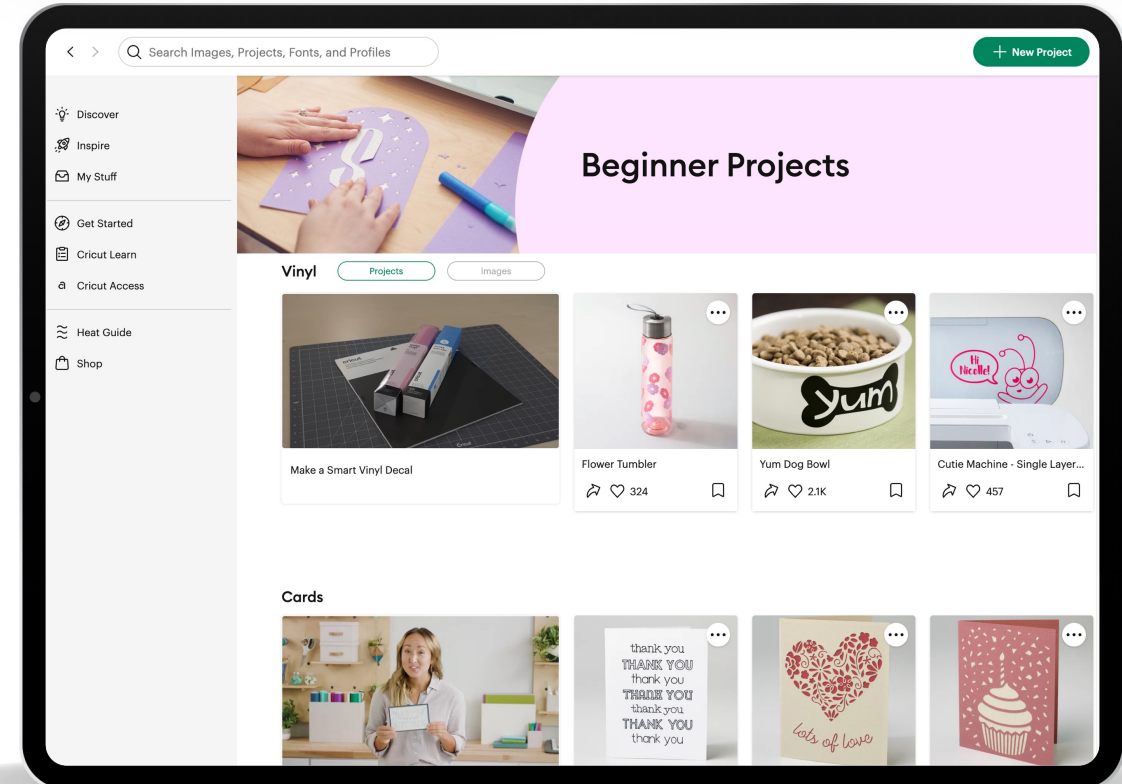 Search Images, Projects, Fonts, and Profiles
New Project
Discover
Inspire
My Stuff
Get Started
Cricut Learn
a Cricut Access
Heat Guide
Shop
Beginner Projects
Vinyl
Projects
Images
cricut
Cricut
Hi
Nicolle!
yum
Make a Smart Vinyl Decal
Flower Tumbler
324
Yum Dog Bowl
2.1K
Cutie Machine - Single Layer...
457
Cards
thank you
THANK YOU
thank you
THANK YOU
thank you
THANK YOU
thank you
lots of love